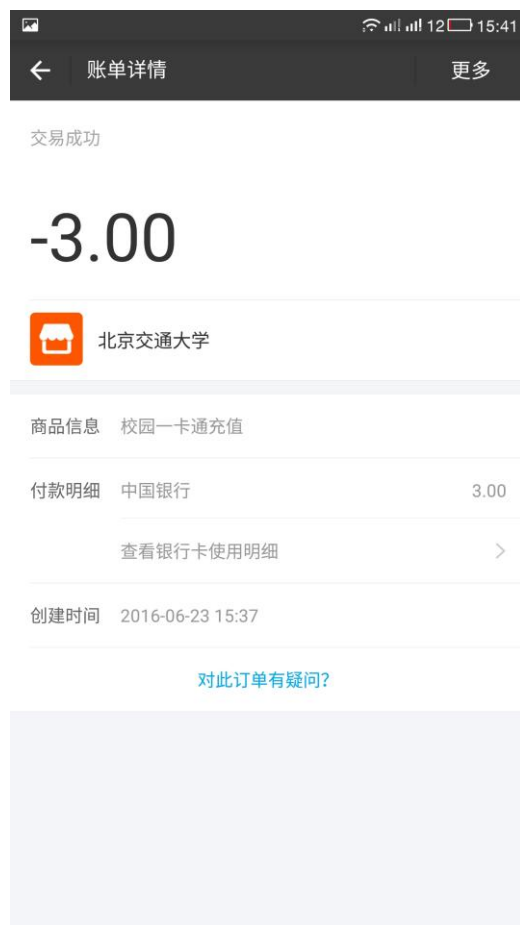 12 15:41
账单详情 更多
交易成功
-3.00
北京交通大学
商品信息 校园一卡通充值
付款明细 中国银行 3.00
查看银行卡使用明细
创建时间 2016-06-23 15:37
对此订单有疑问?